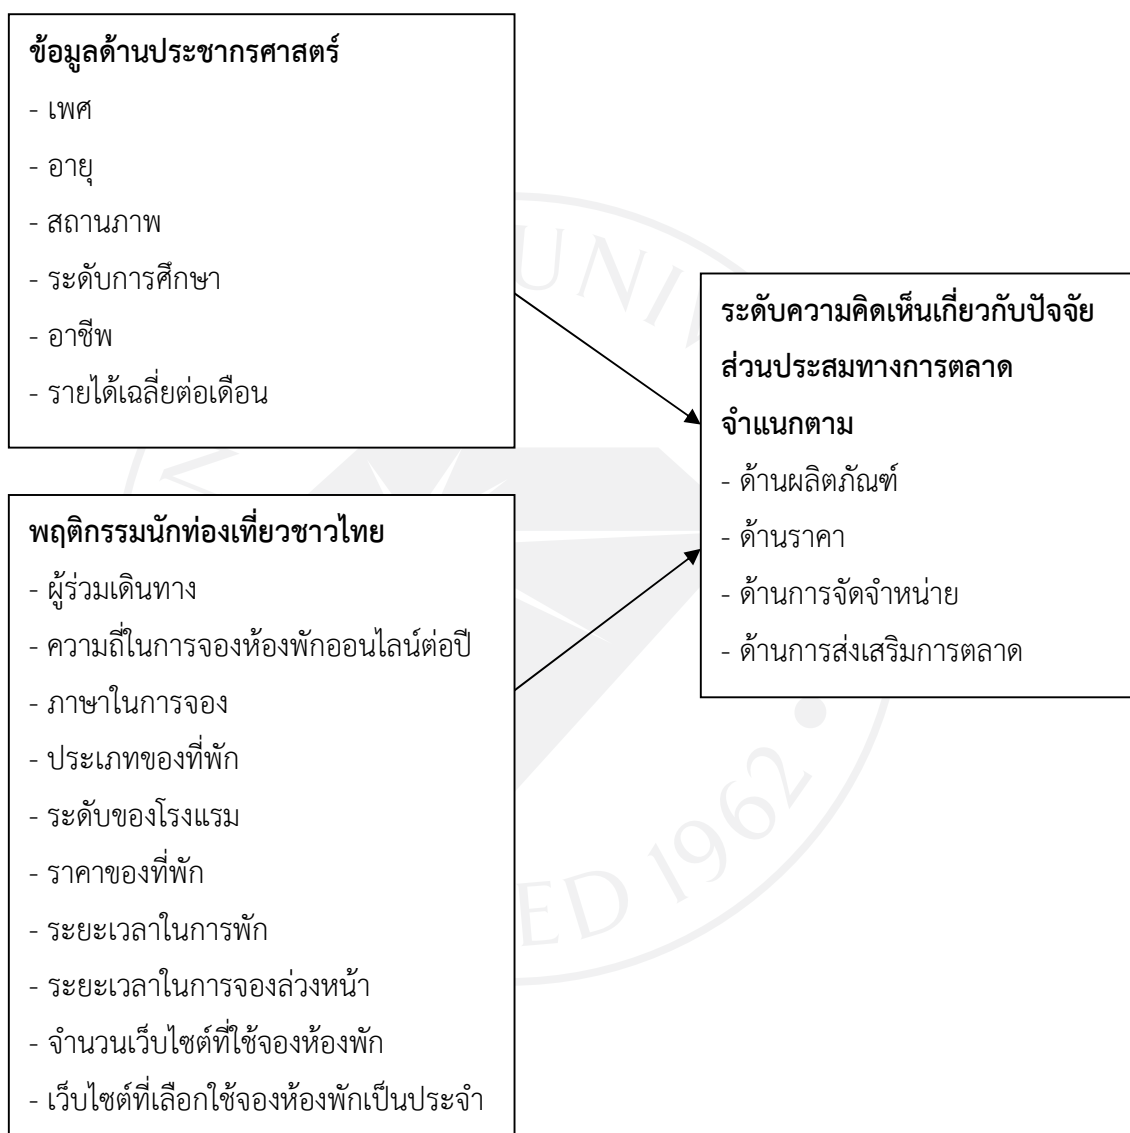 ข้อมูลด้านประชากรศาสตร์
- เพศ
- อายุ
- สถานภาพ
- ระดับการศึกษา
- อาชีพ
- รายได้เฉลี่ยต่อเดือน
พฤติกรรมนักท่องเที่ยวชาวไทย
- ผู้ร่วมเดินทาง
- ความถี่ในการจองห้องพักออนไลน์ต่อปี
- ภาษาในการจอง
- ประเภทของที่พัก
- ระดับของโรงแรม
- ราคาของที่พัก
- ระยะเวลาในการพัก
- ระยะเวลาในการจองล่วงหน้า
- จำนวนเว็บไซต์ที่ใช้จองห้องพัก
- เว็บไซต์ที่เลือกใช้จองห้องพักเป็นประจำ
ระดับความคิดเห็นเกี่ยวกับปัจจัย
ส่วนประสมทางการตลาด
จำแนกตาม
- ด้านผลิตภัณฑ์
- ด้านราคา
- ด้านการจัดจำหน่าย
- ด้านการส่งเสริมการตลาด
1962